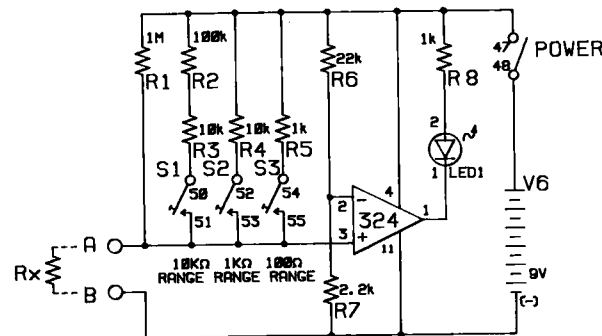 1M
R1
100k
R2
10k
R3
10k
R4
1k
R5
22k
R6
1k
R8
47
48
POWER
S1
50
51
S2
52
53
S3
54
55
2
1
LED1
V6
9V
(-)
2
3
-
+
324
4
11
1
A
B
Rx
10KΩ
RANGE
1KΩ
RANGE
100Ω
RANGE
2.2k
R7